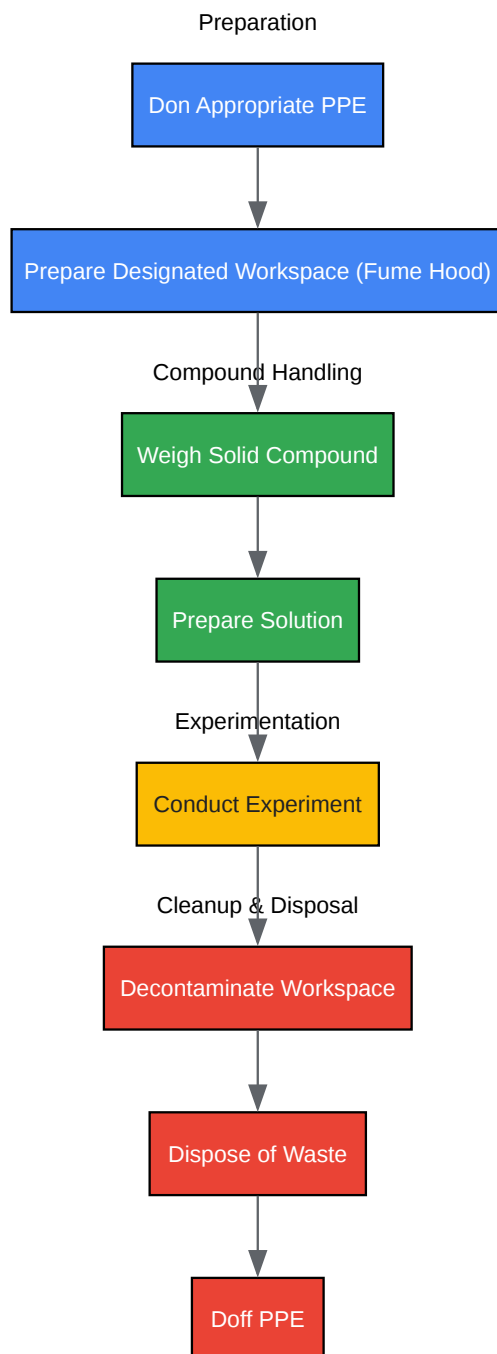 Preparation
Don Appropriate PPE
Prepare Designated Workspace (Fume Hood)
Compound Handling
Weigh Solid Compound
Prepare Solution
Experimentation
Conduct Experiment
Cleanup & Disposal
Decontaminate Workspace
Dispose of Waste
Doff PPE